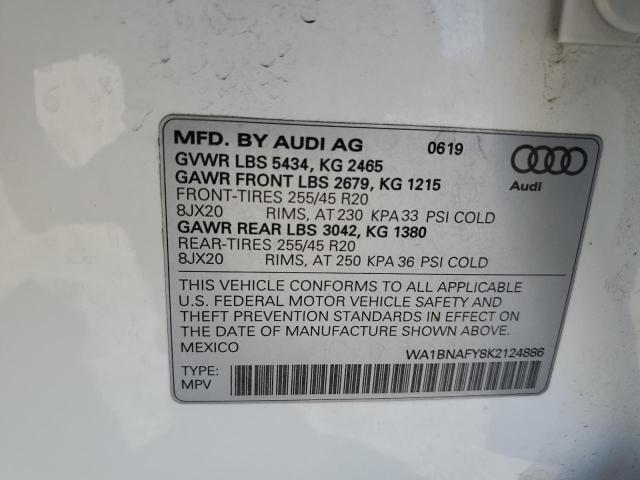 MFD. BY AUDI AG 0619
GVWR LBS 5434, KG 2465
GAWR FRONT LBS 2679, KG 1215
FRONT-TIRES 255/45 R20
8JX20 RIMS, AT 230 KPA 33 PSI COLD
GAWR REAR LBS 3042, KG 1380
REAR-TIRES 255/45 R20
8JX20 RIMS, AT 250 KPA 36 PSI COLD
Audi
THIS VEHICLE CONFORMS TO ALL APPLICABLE
U.S. FEDERAL MOTOR VEHICLE SAFETY AND
THEFT PREVENTION STANDARDS IN EFFECT ON
THE DATE OF MANUFACTURE SHOWN ABOVE.
MEXICO WA1BNAFY8K2124886
TYPE:
MPV